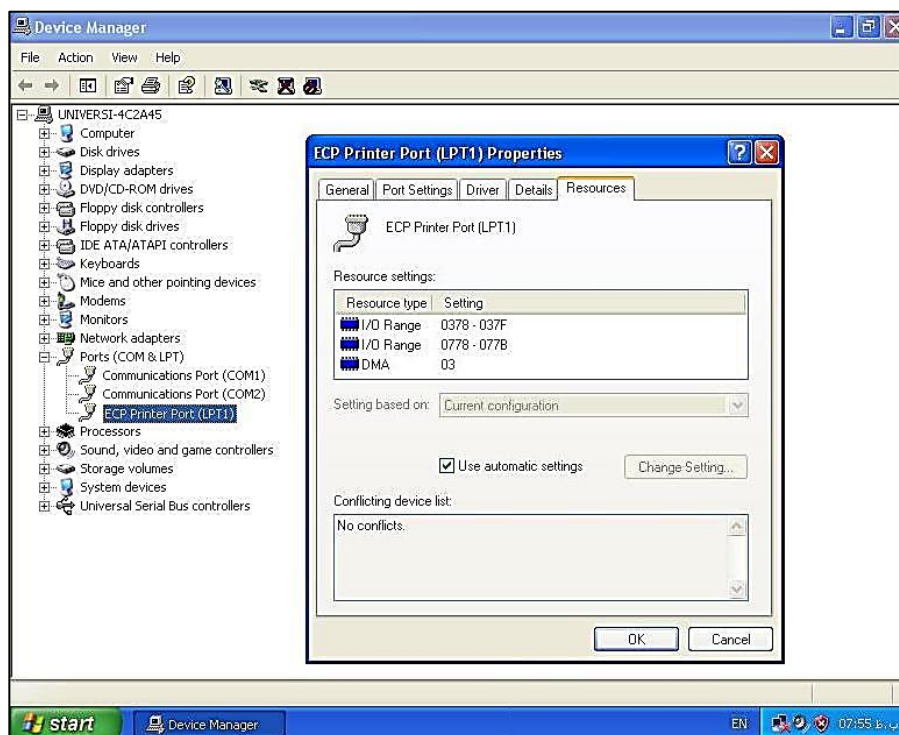 Device Manager
File Action View Help
UNIVERSI-4C2A45
Computer
Disk drives
Display adapters
DVD/CD-ROM drives
Floppy disk controllers
Floppy disk drives
IDE ATA/ATAPI controllers
Keyboards
Mice and other pointing devices
Modems
Monitors
Network adapters
Ports (COM & LPT)
Communications Port (COM1)
Communications Port (COM2)
ECP Printer Port (LPT1)
Processors
Sound, video and game controllers
Storage volumes
System devices
Universal Serial Bus controllers
ECP Printer Port (LPT1) Properties
General Port Settings Driver Details Resources
ECP Printer Port (LPT1)
Resource settings:
Resource type Setting
I/O Range 0378 - 037F
I/O Range 0778 - 077B
DMA 03
Setting based on: Current configuration
Use automatic settings Change Setting...
Conflicting device list:
No conflicts.
OK Cancel
start Device Manager EN 07:55 ب.ظ